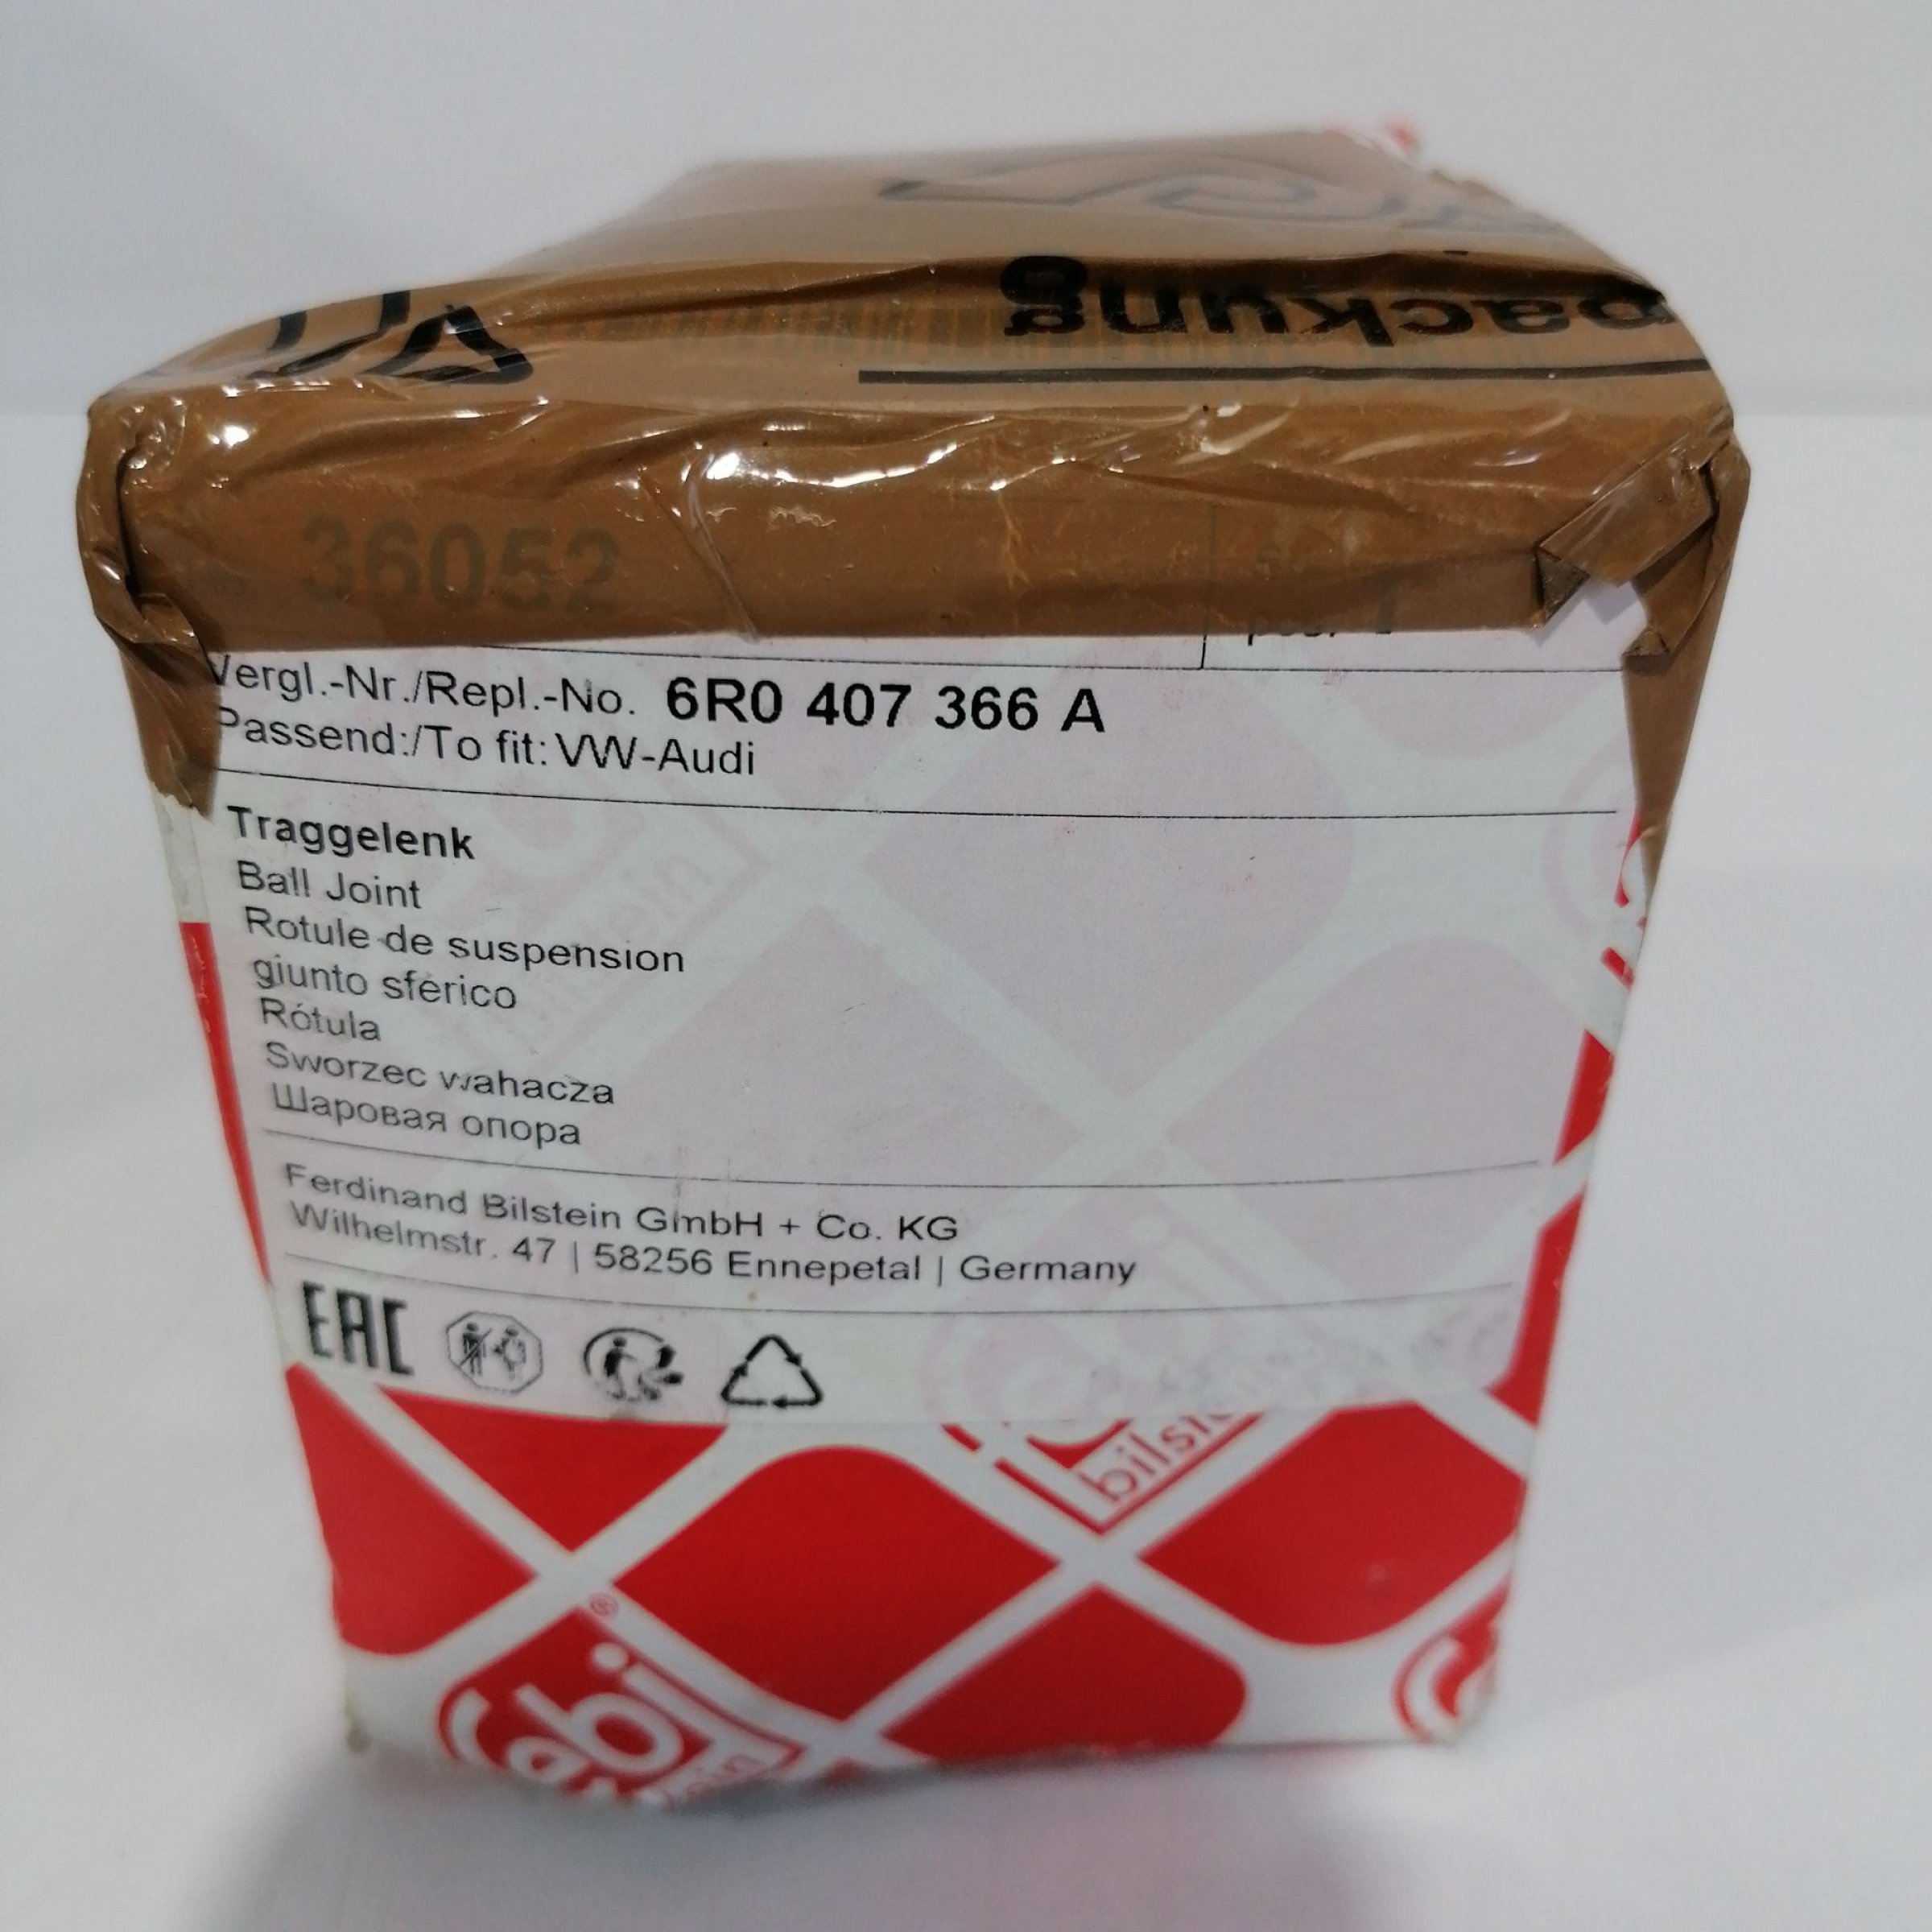 packung
36052
1
Vergl.-Nr./Repl.-No. 6R0 407 366 A
Passend:/To fit: VW-Audi
Traggelenk
Ball Joint
Rotule de suspension
giunto sferico
Rótula
Sworzec wahacza
Шаровая опора
Ferdinand Bilstein GmbH + Co. KG
Wilhelmstr. 47 | 58256 Ennepetal | Germany
EAC
bilstein
®